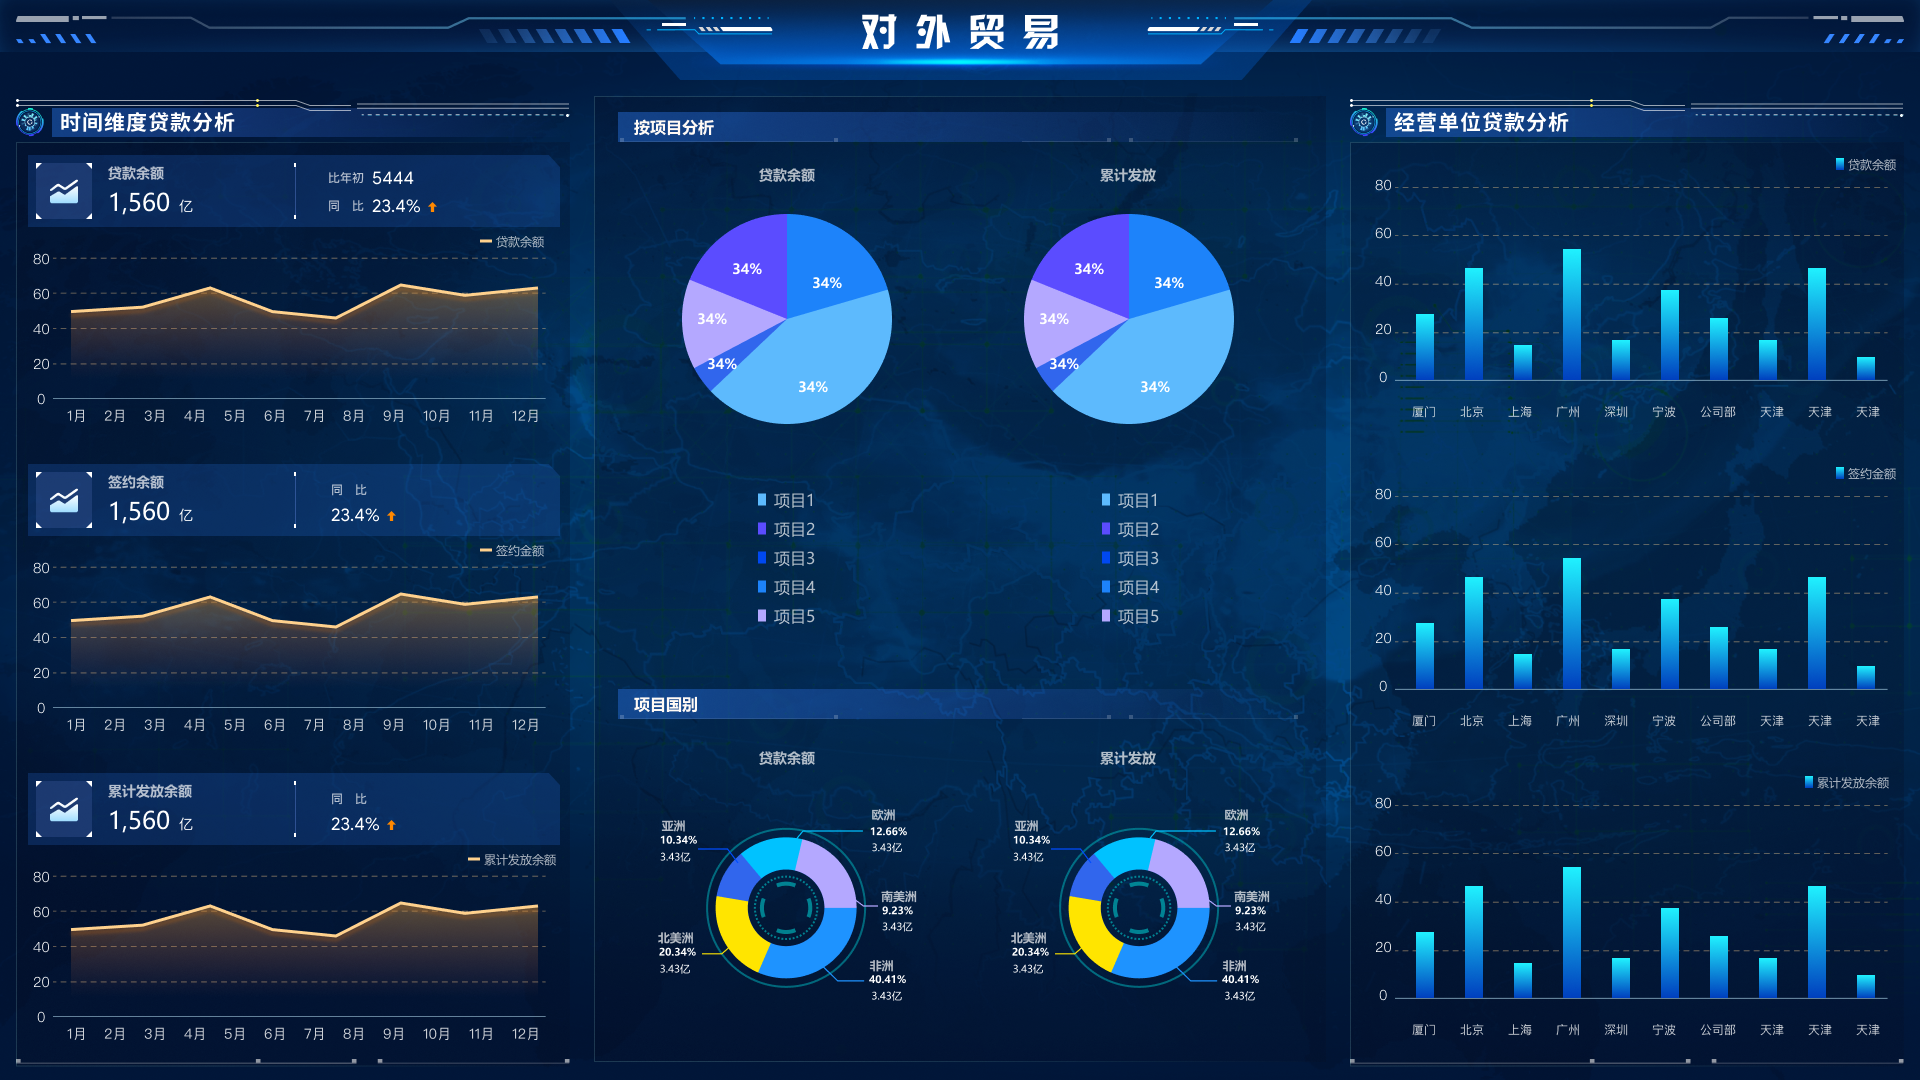 对外贸易
时间维度贷款分析
贷款余额
1,560 亿
比年初 5444
同 比 23.4%
贷款余额
80
60
40
20
0
1月 2月 3月 4月 5月 6月 7月 8月 9月 10月 11月 12月
签约余额
1,560 亿
同 比
23.4%
签约金额
80
60
40
20
0
1月 2月 3月 4月 5月 6月 7月 8月 9月 10月 11月 12月
累计发放余额
1,560 亿
同 比
23.4%
累计发放余额
80
60
40
20
0
1月 2月 3月 4月 5月 6月 7月 8月 9月 10月 11月 12月
按项目分析
贷款余额
34%
34%
34%
34%
34%
项目1
项目2
项目3
项目4
项目5
累计发放
34%
34%
34%
34%
34%
项目1
项目2
项目3
项目4
项目5
项目国别
贷款余额
欧洲
12.66%
3.43亿
亚洲
10.34%
3.43亿
南美洲
9.23%
3.43亿
北美洲
20.34%
3.43亿
非洲
40.41%
3.43亿
累计发放
欧洲
12.66%
3.43亿
亚洲
10.34%
3.43亿
南美洲
9.23%
3.43亿
北美洲
20.34%
3.43亿
非洲
40.41%
3.43亿
经营单位贷款分析
贷款余额
80
60
40
20
0
厦门 北京 上海 广州 深圳 宁波 公司部 天津 天津 天津
签约金额
80
60
40
20
0
厦门 北京 上海 广州 深圳 宁波 公司部 天津 天津 天津
累计发放余额
80
60
40
20
0
厦门 北京 上海 广州 深圳 宁波 公司部 天津 天津 天津